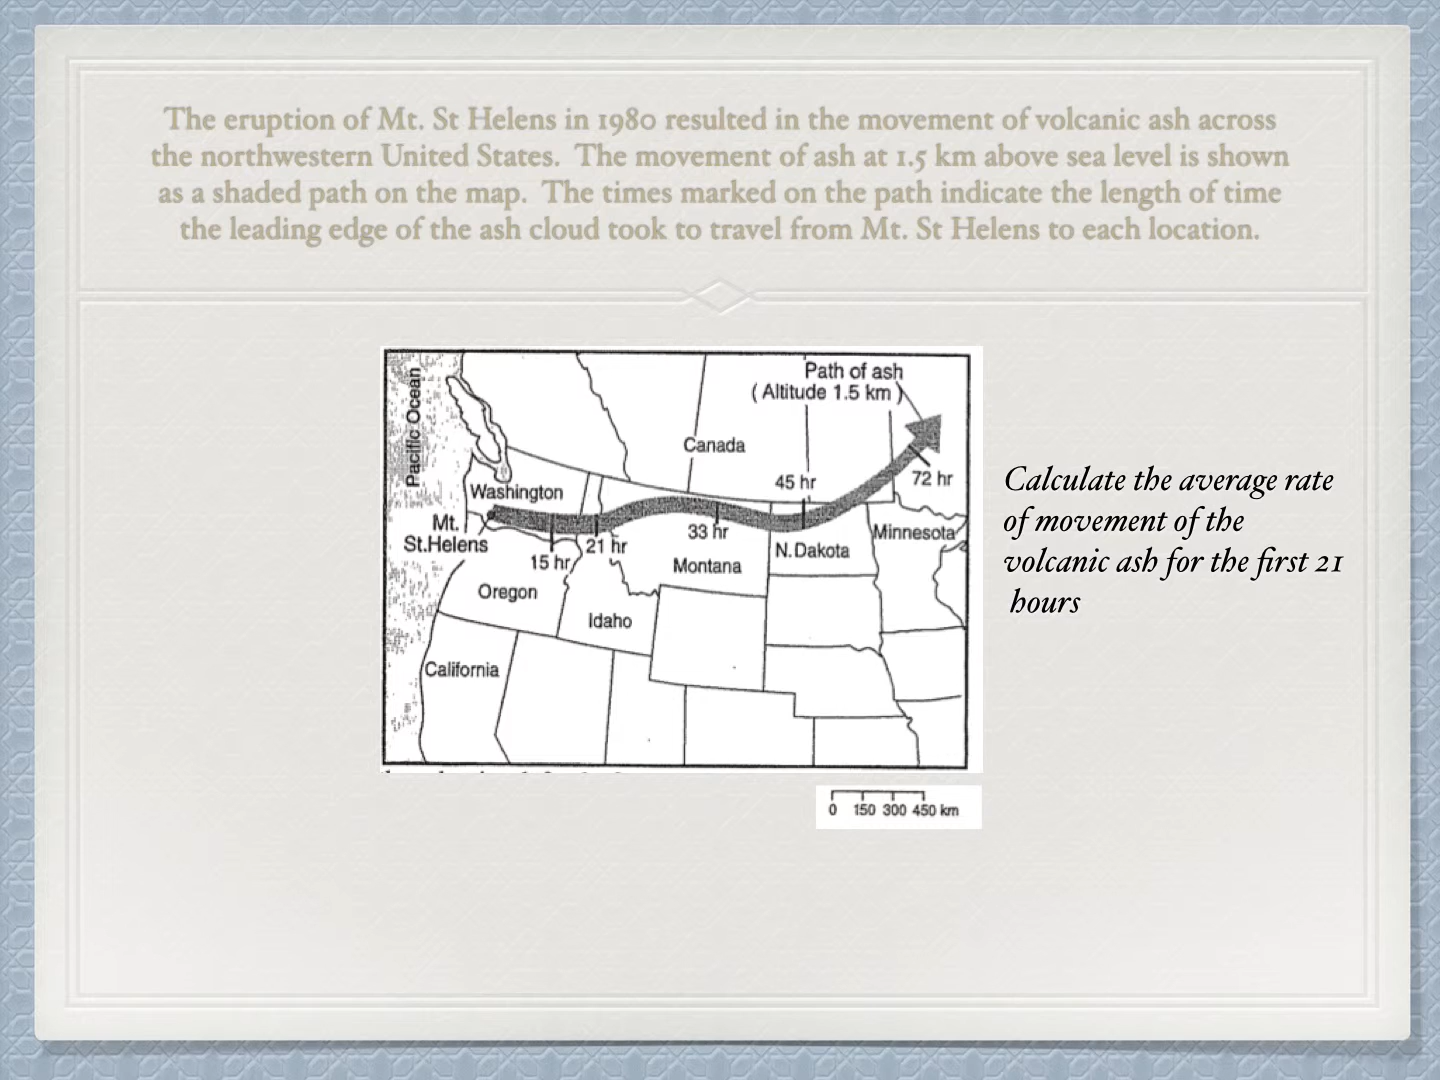 The eruption of Mt. St Helens in 1980 resulted in the movement of volcanic ash across
the northwestern United States. The movement of ash at 1.5 km above sea level is shown
as a shaded path on the map. The times marked on the path indicate the length of time
the leading edge of the ash cloud took to travel from Mt. St Helens to each location.
Pacific Ocean
Path of ash
( Altitude 1.5 km )
Canada
Washington
45 hr
72 hr
Mt.
St.Helens
15 hr
21 hr
33 hr
Montana
N.Dakota
Minnesota
Oregon
Idaho
California
Calculate the average rate
of movement of the
volcanic ash for the first 21
hours
0 150 300 450 km